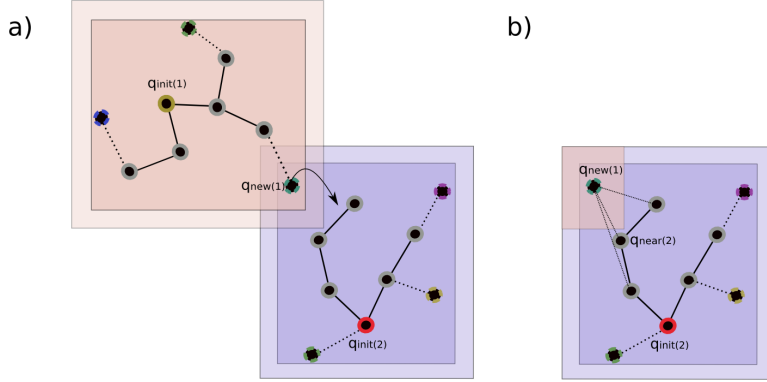 a)
qinit(1)
qnew(1)
qinit(2)
b)
qnew(1)
qnear(2)
qinit(2)